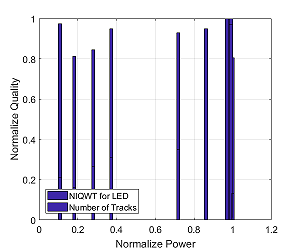 1
0.8
0.6
0.4
0.2
0
Normalize Quality
NIQWT for LED
Number of Tracks
0 0.2 0.4 0.6 0.8 1 1.2
Normalize Power